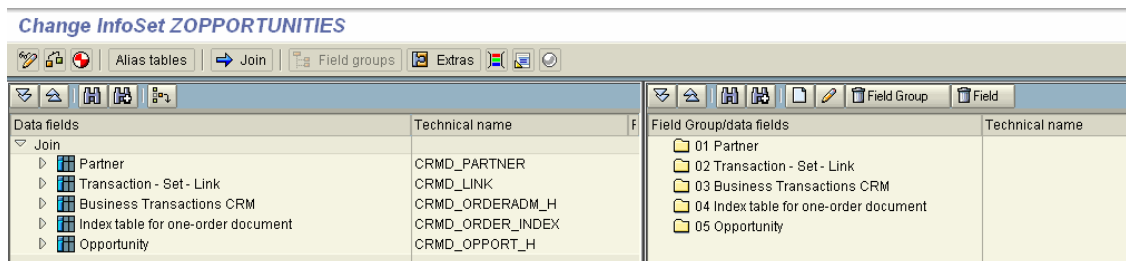 Change InfoSet ZOPPORTUNITIES
Alias tables Join Field groups Extras
Field Group Field
Data fields Technical name F
Join
Partner CRMD_PARTNER
Transaction - Set - Link CRMD_LINK
Business Transactions CRM CRMD_ORDERADM_H
Index table for one-order document CRMD_ORDER_INDEX
Opportunity CRMD_OPPORT_H
Field Group/data fields Technical name
01 Partner
02 Transaction - Set - Link
03 Business Transactions CRM
04 Index table for one-order document
05 Opportunity